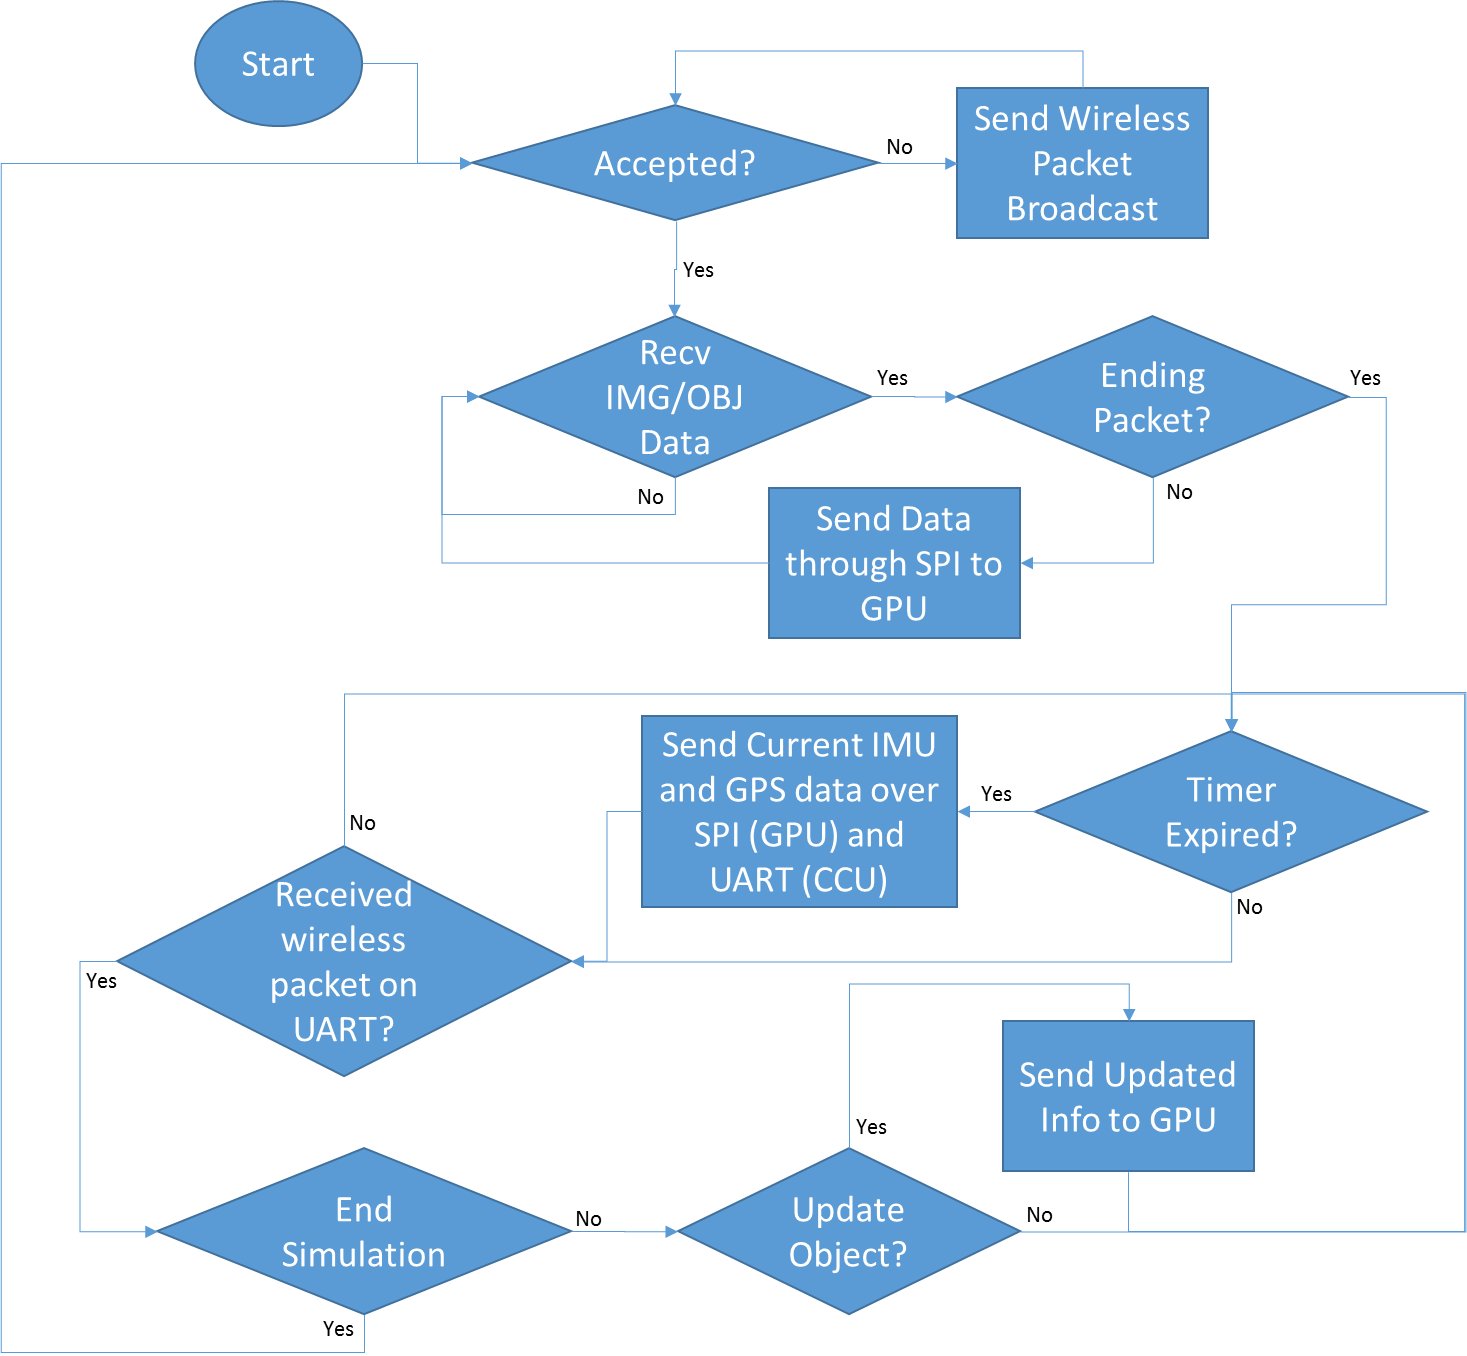 Start
Accepted?
No
Send Wireless
Packet
Broadcast
Yes
Recv
IMG/OBJ
Data
Yes
Ending
Packet?
Yes
No
No
Send Data
through SPI to
GPU
Send Current IMU
and GPS data over
SPI (GPU) and
UART (CCU)
Yes
Timer
Expired?
No
No
Received
wireless
packet on
UART?
Yes
Send Updated
Info to GPU
Yes
End
Simulation
No
Update
Object?
No
Yes